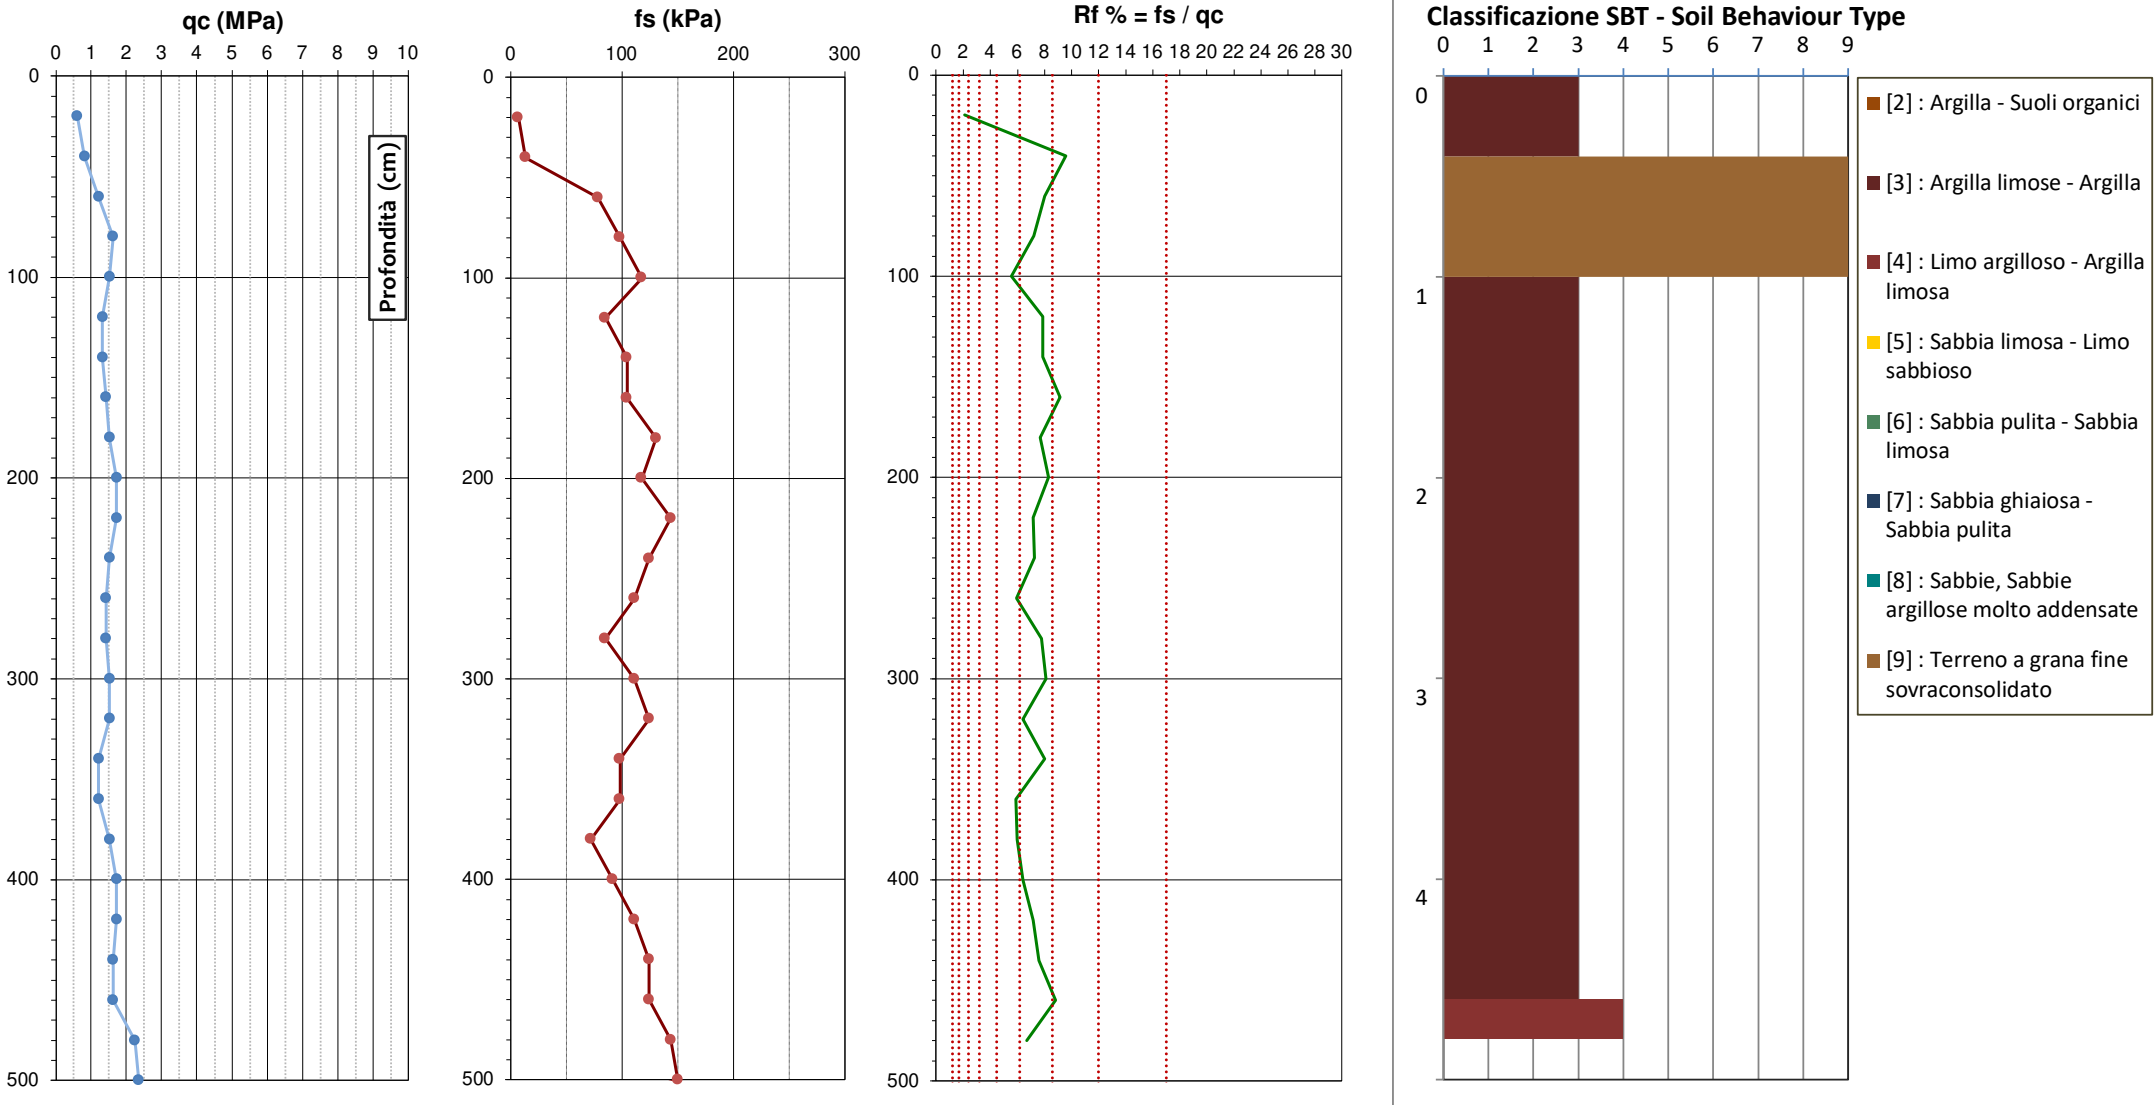 qc (MPa)
0 1 2 3 4 5 6 7 8 9 10
0
100
200
300
400
500
Profondità (cm)
fs (kPa)
0 100 200 300
0
100
200
300
400
500
Rf % = fs / qc
0 2 4 6 8 10 12 14 16 18 20 22 24 26 28 30
0
100
200
300
400
500
Classificazione SBT - Soil Behaviour Type
0 1 2 3 4 5 6 7 8 9
0
1
2
3
4
[2] : Argilla - Suoli organici
[3] : Argilla limose - Argilla
[4] : Limo argilloso - Argilla
limosa
[5] : Sabbia limosa - Limo
sabbioso
[6] : Sabbia pulita - Sabbia
limosa
[7] : Sabbia ghiaiosa -
Sabbia pulita
[8] : Sabbie, Sabbie
argillose molto addensate
[9] : Terreno a grana fine
sovraconsolidato